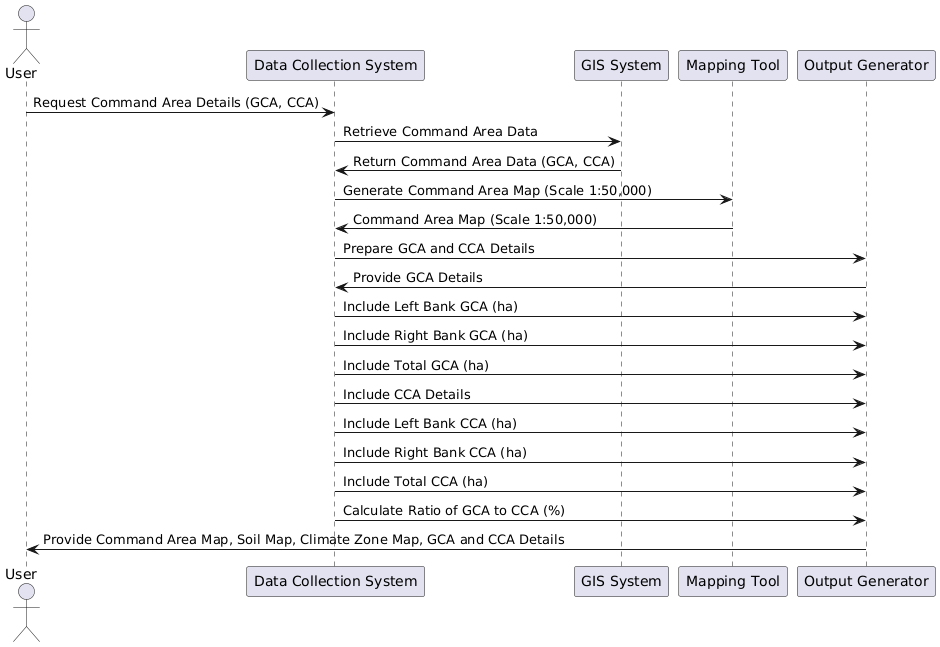 User
Data Collection System
GIS System
Mapping Tool
Output Generator
Request Command Area Details (GCA, CCA)
Retrieve Command Area Data
Return Command Area Data (GCA, CCA)
Generate Command Area Map (Scale 1:50,000)
Command Area Map (Scale 1:50,000)
Prepare GCA and CCA Details
Provide GCA Details
Include Left Bank GCA (ha)
Include Right Bank GCA (ha)
Include Total GCA (ha)
Include CCA Details
Include Left Bank CCA (ha)
Include Right Bank CCA (ha)
Include Total CCA (ha)
Calculate Ratio of GCA to CCA (%)
Provide Command Area Map, Soil Map, Climate Zone Map, GCA and CCA Details
User
Data Collection System
GIS System
Mapping Tool
Output Generator